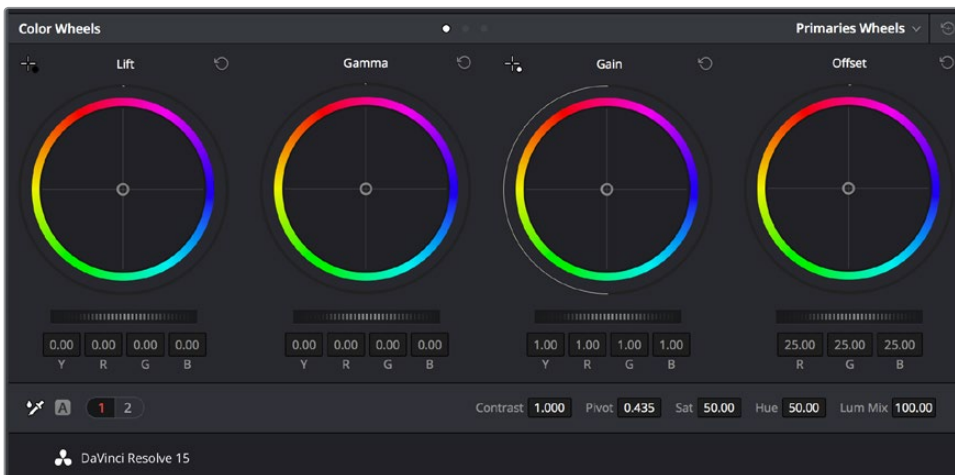 Color Wheels Primaries Wheels
Lift Gamma Gain Offset
0.00 0.00 0.00 0.00 0.00 0.00 0.00 0.00 1.00 1.00 1.00 1.00 25.00 25.00 25.00
Y R G B Y R G B Y R G B R G B
A 1 2 Contrast 1.000 Pivot 0.435 Sat 50.00 Hue 50.00 Lum Mix 100.00
DaVinci Resolve 15